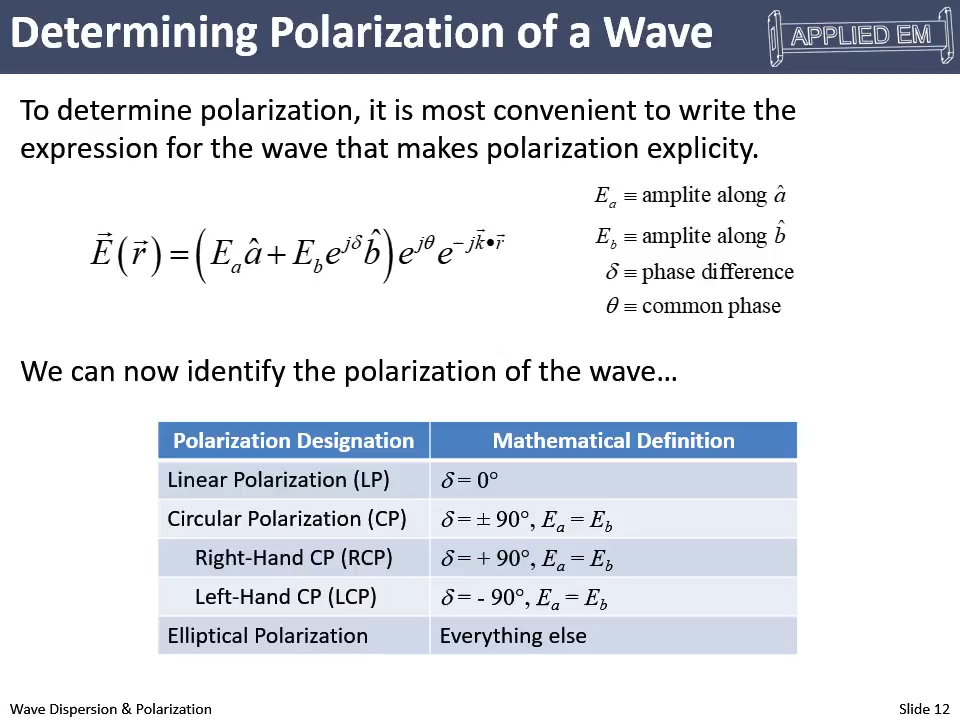 Determining Polarization of a Wave
APPLIED EM
To determine polarization, it is most convenient to write the
expression for the wave that makes polarization explicity.
E⃗(r⃗) = (E_a â + E_b e^{jδ} b̂) e^{jθ} e^{−jk⃗•r⃗}
E_a ≡ amplite along â
E_b ≡ amplite along b̂
δ ≡ phase difference
θ ≡ common phase
We can now identify the polarization of the wave…
Polarization Designation Mathematical Definition
Linear Polarization (LP) δ = 0°
Circular Polarization (CP) δ = ± 90°, E_a = E_b
Right-Hand CP (RCP) δ = + 90°, E_a = E_b
Left-Hand CP (LCP) δ = - 90°, E_a = E_b
Elliptical Polarization Everything else
Wave Dispersion & Polarization
Slide 12